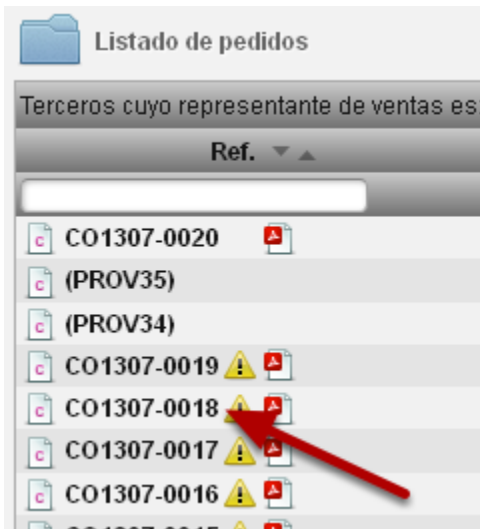 Listado de pedidos
Terceros cuyo representante de ventas es
Ref.
CO1307-0020
(PROV35)
(PROV34)
CO1307-0019
CO1307-0018
CO1307-0017
CO1307-0016